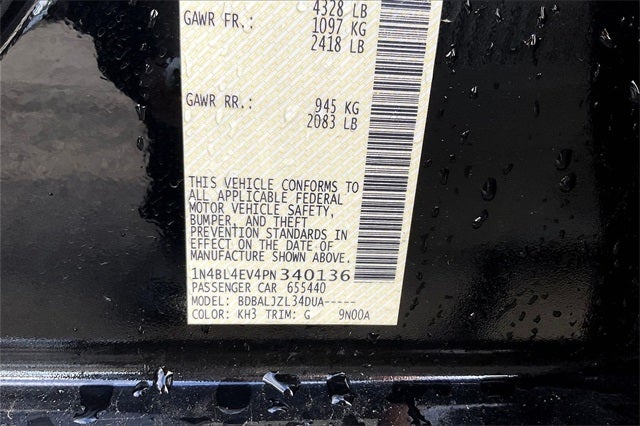 4328 LB
GAWR FR.: 1097 KG
2418 LB
GAWR RR.: 945 KG
2083 LB
THIS VEHICLE CONFORMS TO
ALL APPLICABLE FEDERAL
MOTOR VEHICLE SAFETY,
BUMPER, AND THEFT
PREVENTION STANDARDS IN
EFFECT ON THE DATE OF
MANUFACTURE SHOWN ABOVE.
1N4BL4EV4PN340136
PASSENGER CAR 655440
MODEL: BDBALJZL34DUA-----
COLOR: KH3 TRIM: G 9N00A